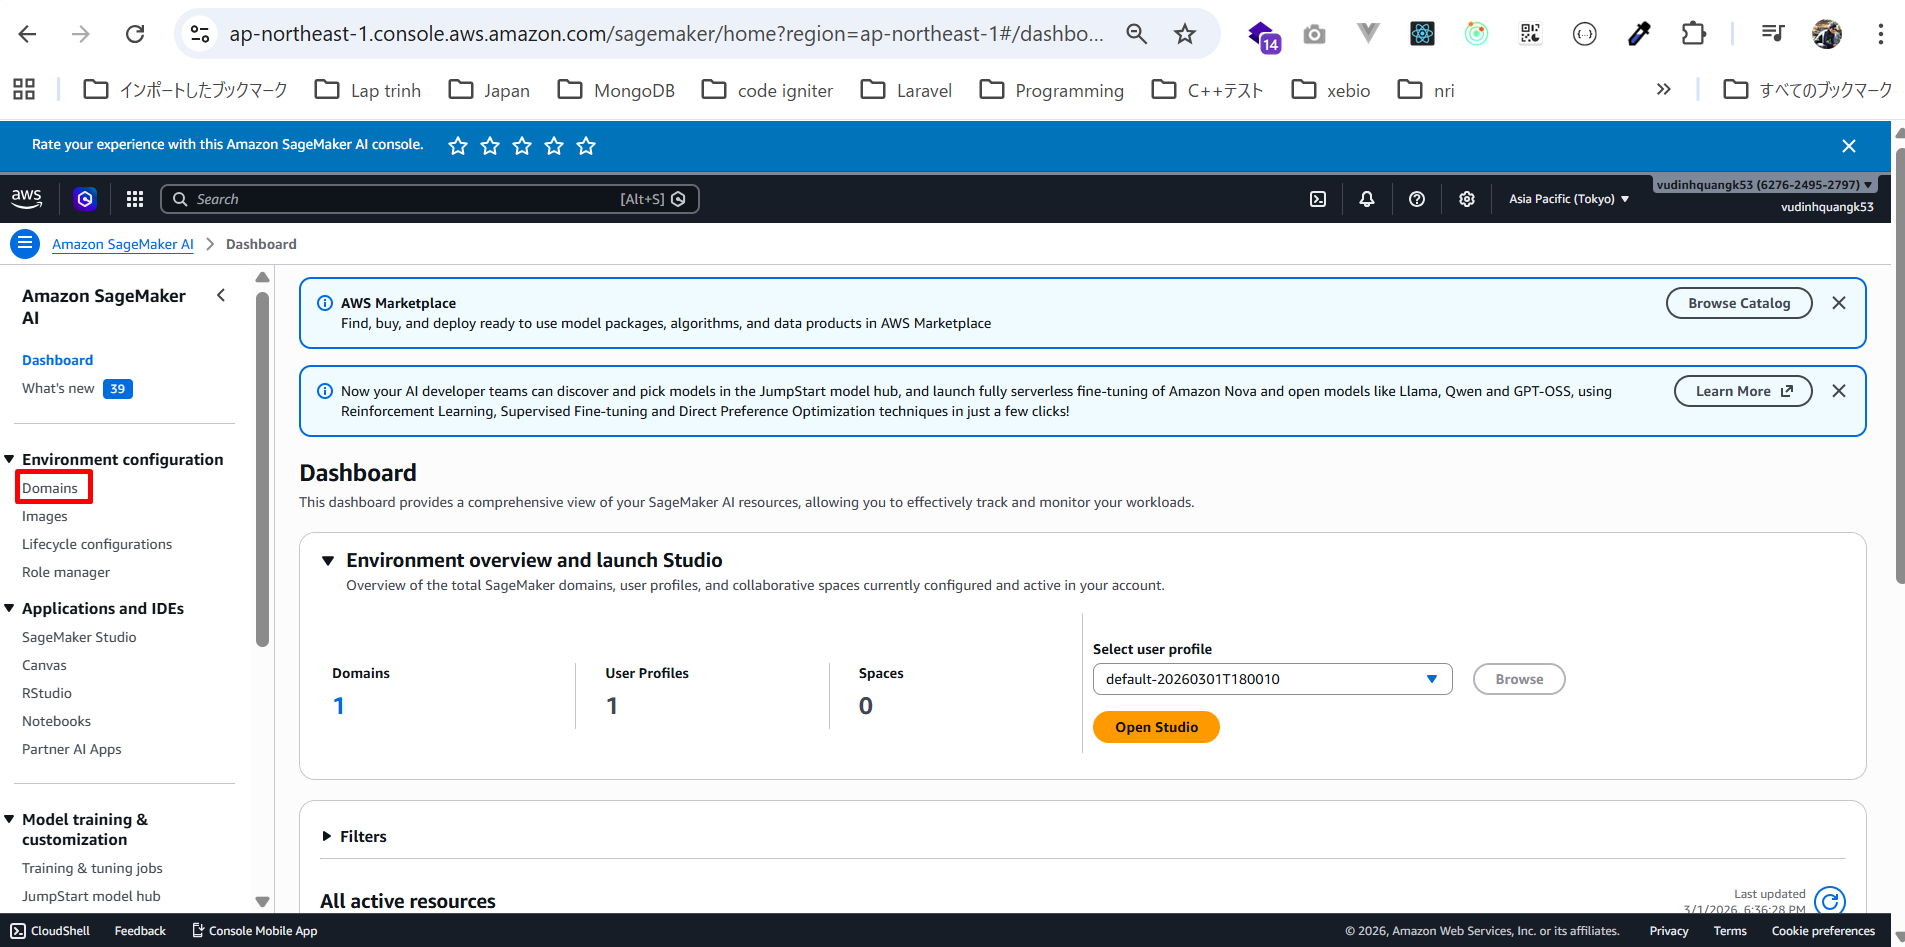 ap-northeast-1.console.aws.amazon.com/sagemaker/home?region=ap-northeast-1#/dashbo...
14
インポートしたブックマーク
Lap trinh
Japan
MongoDB
code igniter
Laravel
Programming
C++テスト
xebio
nri
すべてのブックマーク
Rate your experience with this Amazon SageMaker AI console.
aws
Search
[Alt+S]
Asia Pacific (Tokyo)
vudinhquangk53 (6276-2495-2797)
vudinhquangk53
Amazon SageMaker AI
Dashboard
Amazon SageMaker
AI
Dashboard
What's new 39
Environment configuration
Domains
Images
Lifecycle configurations
Role manager
Applications and IDEs
SageMaker Studio
Canvas
RStudio
Notebooks
Partner AI Apps
Model training &
customization
Training & tuning jobs
JumpStart model hub
AWS Marketplace
Find, buy, and deploy ready to use model packages, algorithms, and data products in AWS Marketplace
Browse Catalog
Now your AI developer teams can discover and pick models in the JumpStart model hub, and launch fully serverless fine-tuning of Amazon Nova and open models like Llama, Qwen and GPT-OSS, using
Reinforcement Learning, Supervised Fine-tuning and Direct Preference Optimization techniques in just a few clicks!
Learn More
Dashboard
This dashboard provides a comprehensive view of your SageMaker AI resources, allowing you to effectively track and monitor your workloads.
Environment overview and launch Studio
Overview of the total SageMaker domains, user profiles, and collaborative spaces currently configured and active in your account.
Domains
1
User Profiles
1
Spaces
0
Select user profile
default-20260301T180010
Browse
Open Studio
Filters
All active resources
Last updated
3/1/2026, 6:36:28 PM
CloudShell
Feedback
Console Mobile App
© 2026, Amazon Web Services, Inc. or its affiliates.
Privacy
Terms
Cookie preferences